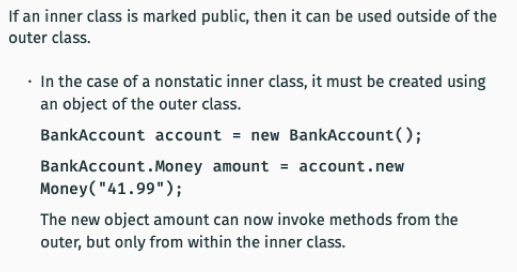 If an inner class is marked public, then it can be used outside of the
outer class.
· In the case of a nonstatic inner class, it must be created using
an object of the outer class.
BankAccount account = new BankAccount();
BankAccount.Money amount = account.new
Money("41.99");
The new object amount can now invoke methods from the
outer, but only from within the inner class.